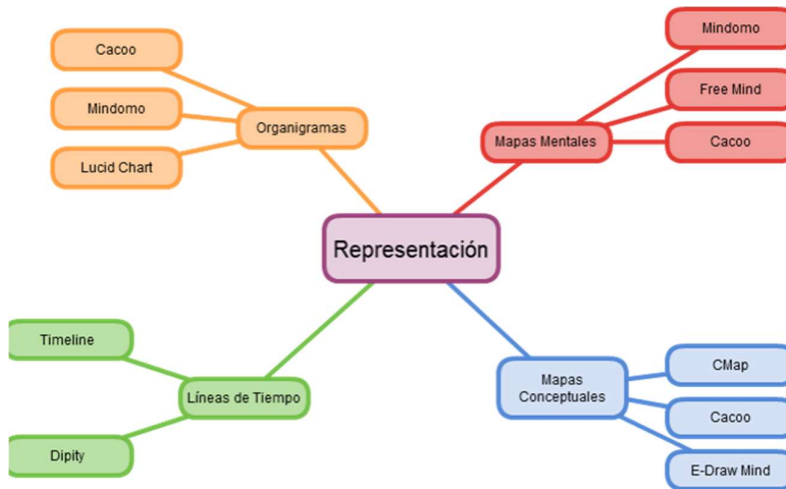 Representación
Organigramas
Cacoo
Mindomo
Lucid Chart
Mapas Mentales
Mindomo
Free Mind
Cacoo
Líneas de Tiempo
Timeline
Dipity
Mapas
Conceptuales
CMap
Cacoo
E-Draw Mind